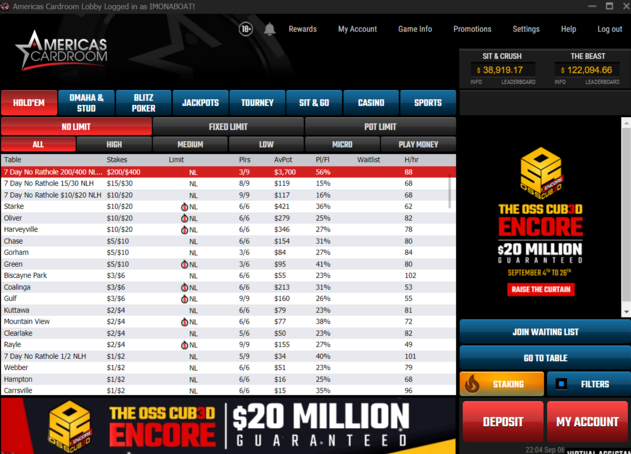 Americas Cardroom Lobby Logged in as IMONABOAT!
AMERICAS
CARDROOM
18+
Rewards
My Account
Game Info
Promotions
Settings
Help
Log out
SIT & CRUSH
$ 38,919.17
INFO LEADERBOARD
THE BEAST
$ 122,094.66
INFO LEADERBOARD
HOLD'EM
OMAHA & STUD
BLITZ POKER
JACKPOTS
TOURNEY
SIT & GO
CASINO
SPORTS
NO LIMIT
FIXED LIMIT
POT LIMIT
ALL
HIGH
MEDIUM
LOW
MICRO
PLAY MONEY
Table Stakes Limit Plrs AvPot Pl/Fl Waitlist H/hr
7 Day No Rathole 200/400 NL... $200/$400 NL 3/9 $3,700 56% 88
7 Day No Rathole 15/30 NLH $15/$30 NL 8/9 $119 15% 68
7 Day No Rathole $10/$20 NLH $10/$20 NL 9/9 $117 16% 68
Starke $10/$20 NL 6/6 $421 36% 62
Oliver $10/$20 NL 6/6 $279 25% 82
Harveyville $10/$20 NL 6/6 $346 27% 78
Chase $5/$10 NL 6/6 $154 31% 80
Gorham $5/$10 NL 3/6 $84 27% 84
Green $5/$10 NL 3/6 $95 41% 80
Biscayne Park $3/$6 NL 6/6 $55 23% 102
Coalinga $3/$6 NL 6/6 $213 31% 53
Gulf $3/$6 NL 9/9 $160 26% 55
Kuttawa $2/$4 NL 6/6 $79 23% 81
Mountain View $2/$4 NL 6/6 $77 38% 72
Clearlake $2/$4 NL 5/6 $50 23% 82
Rayle $2/$4 NL 9/9 $155 27% 49
7 Day No Rathole 1/2 NLH $1/$2 NL 5/9 $34 40% 101
Webber $1/$2 NL 6/6 $51 23% 79
Hampton $1/$2 NL 6/6 $16 25% 68
Carrsville $1/$2 NL 6/6 $15 35% 96
THE OSS CUB3D
ENCORE
$20 MILLION
GUARANTEED
SEPTEMBER 4TH TO 26TH
RAISE THE CURTAIN
JOIN WAITING LIST
GO TO TABLE
STAKING
FILTERS
ENCORE
THE OSS CUB3D
ENCORE
$20 MILLION
GUARANTEED
DEPOSIT
MY ACCOUNT
22:04 Sep 06
VIRTUAL ASSISTAN